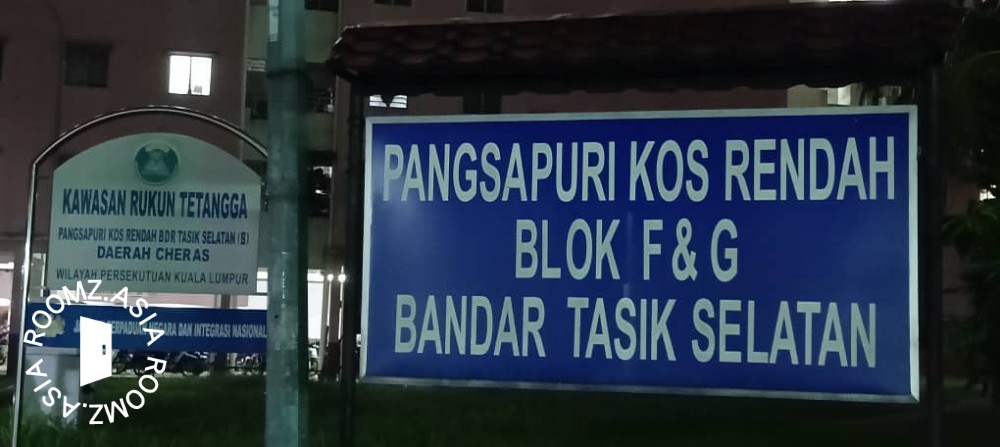 KAWASAN RUKUN TETANGGA
PANGSAPURI KOS RENDAH BDR TASIK SELATAN (B)
DAERAH CHERAS
WILAYAH PERSEKUTUAN KUALA LUMPUR
PERPADUAN NEGARA DAN INTEGRASI NASIONAL
PANGSAPURI KOS RENDAH
BLOK F & G
BANDAR TASIK SELATAN
ROOMZ.ASIA ROOMZ.ASIA